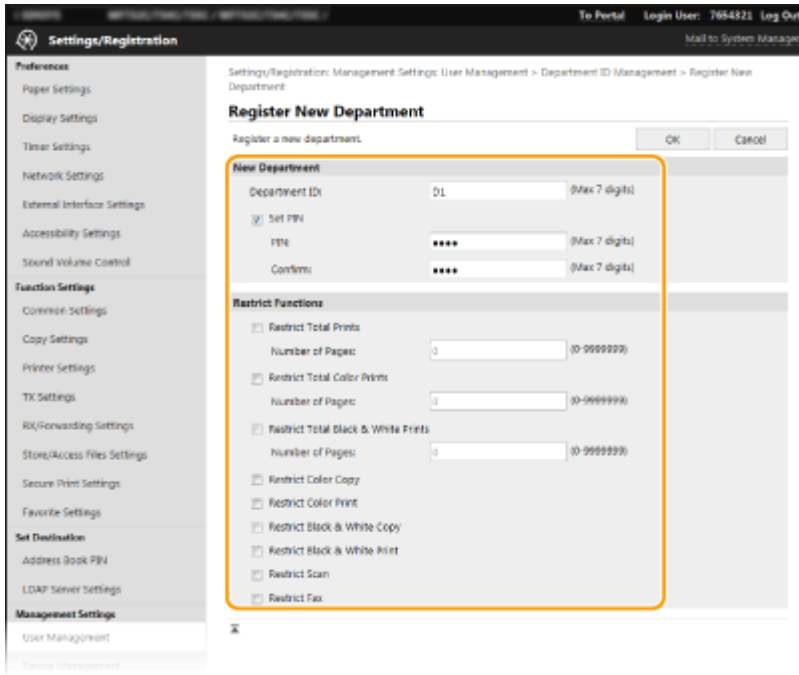 To Portal Login User: 7654321 Log Out
Settings/Registration
Mail to System Manager
Preferences
Paper Settings
Display Settings
Timer Settings
Network Settings
External Interface Settings
Accessibility Settings
Sound Volume Control
Function Settings
Common Settings
Copy Settings
Printer Settings
TX Settings
RX/Forwarding Settings
Store/Access Files Settings
Secure Print Settings
Favorite Settings
Set Destination
Address Book PIN
LDAP Server Settings
Management Settings
User Management
Device Management
Settings/Registration: Management Settings: User Management > Department ID Management > Register New
Department
Register New Department
Register a new department.
OK Cancel
New Department
Department ID: D1 (Max 7 digits)
Set PIN
PIN: •••• (Max 7 digits)
Confirm: •••• (Max 7 digits)
Restrict Functions
Restrict Total Prints
Number of Pages: 0 (0-9999999)
Restrict Total Color Prints
Number of Pages: 0 (0-9999999)
Restrict Total Black & White Prints
Number of Pages: 0 (0-9999999)
Restrict Color Copy
Restrict Color Print
Restrict Black & White Copy
Restrict Black & White Print
Restrict Scan
Restrict Fax